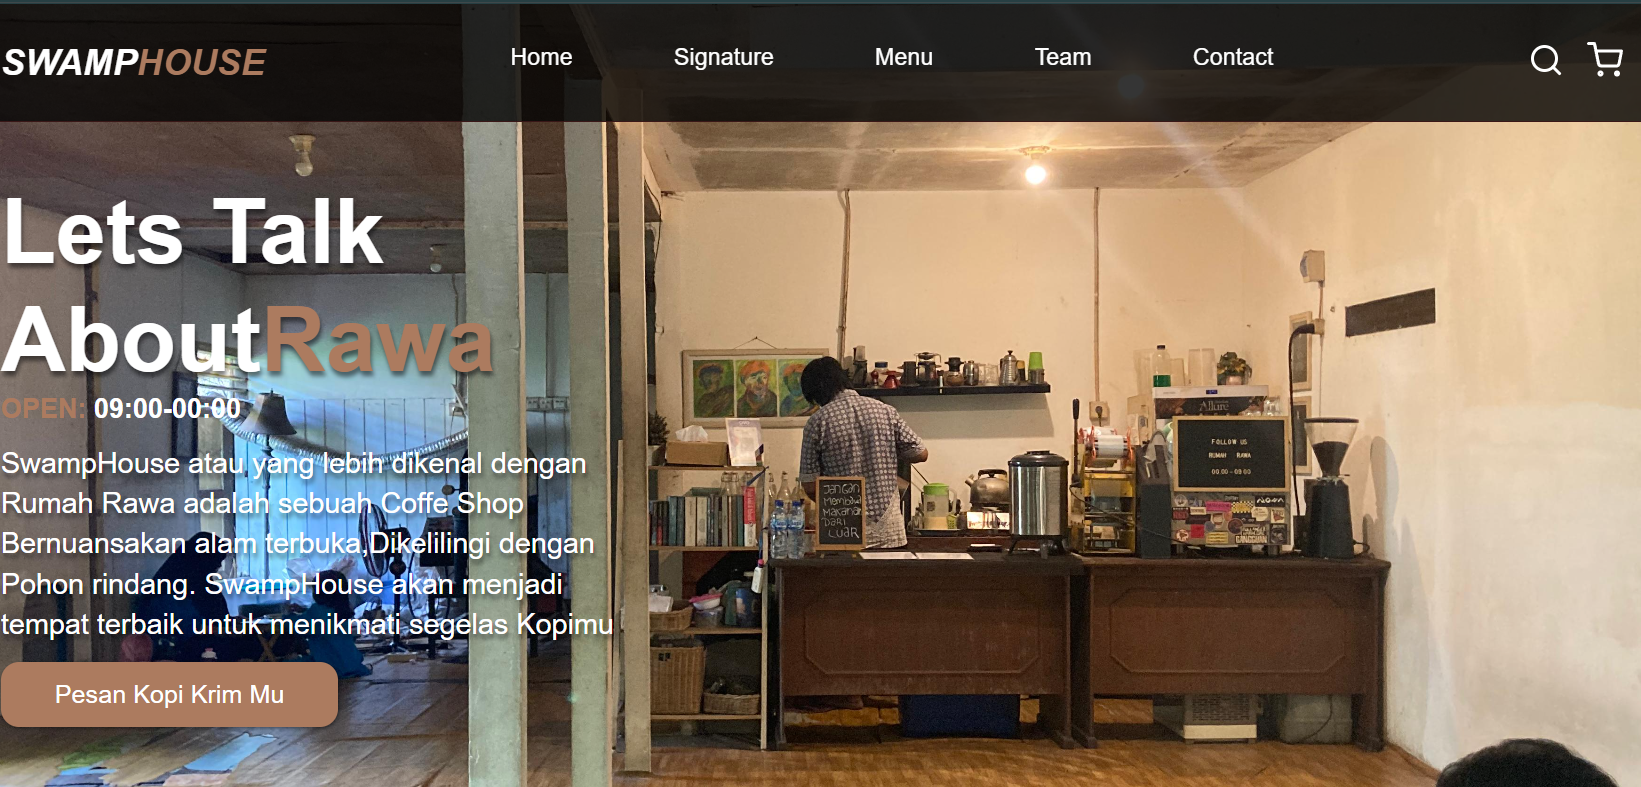 SWAMPHOUSE
Home
Signature
Menu
Team
Contact
Lets Talk
AboutRawa
OPEN: 09:00-00:00
SwampHouse atau yang lebih dikenal dengan
Rumah Rawa adalah sebuah Coffe Shop
Bernuansakan alam terbuka,Dikelilingi dengan
Pohon rindang. SwampHouse akan menjadi
tempat terbaik untuk menikmati segelas Kopimu
Pesan Kopi Krim Mu
Allure
FOLLOW US
RUMAH RAWA
00.00-09.00
JANGAN
MEMBAWA
MAKANAN
DARI
LUAR